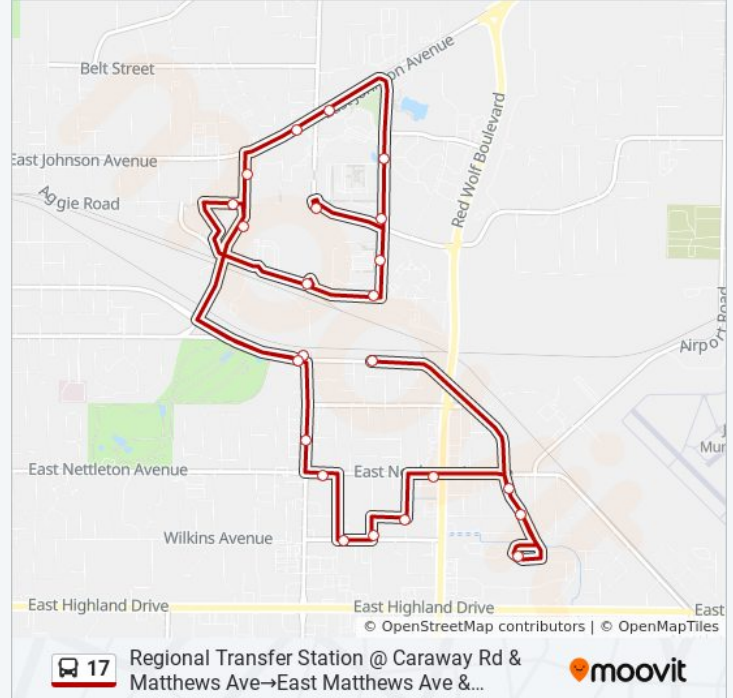 Belt Street
East Johnson Avenue
Red Wolf Boulevard
East Johnson Avenue
Aggie Road
Airport Road
East Nettleton Avenue
Wilkins Avenue
East Highland Drive
East Highland Drive
East
© OpenStreetMap contributors | © OpenMapTiles
17
Regional Transfer Station @ Caraway Rd &
Matthews Ave→East Matthews Ave &...
moovit